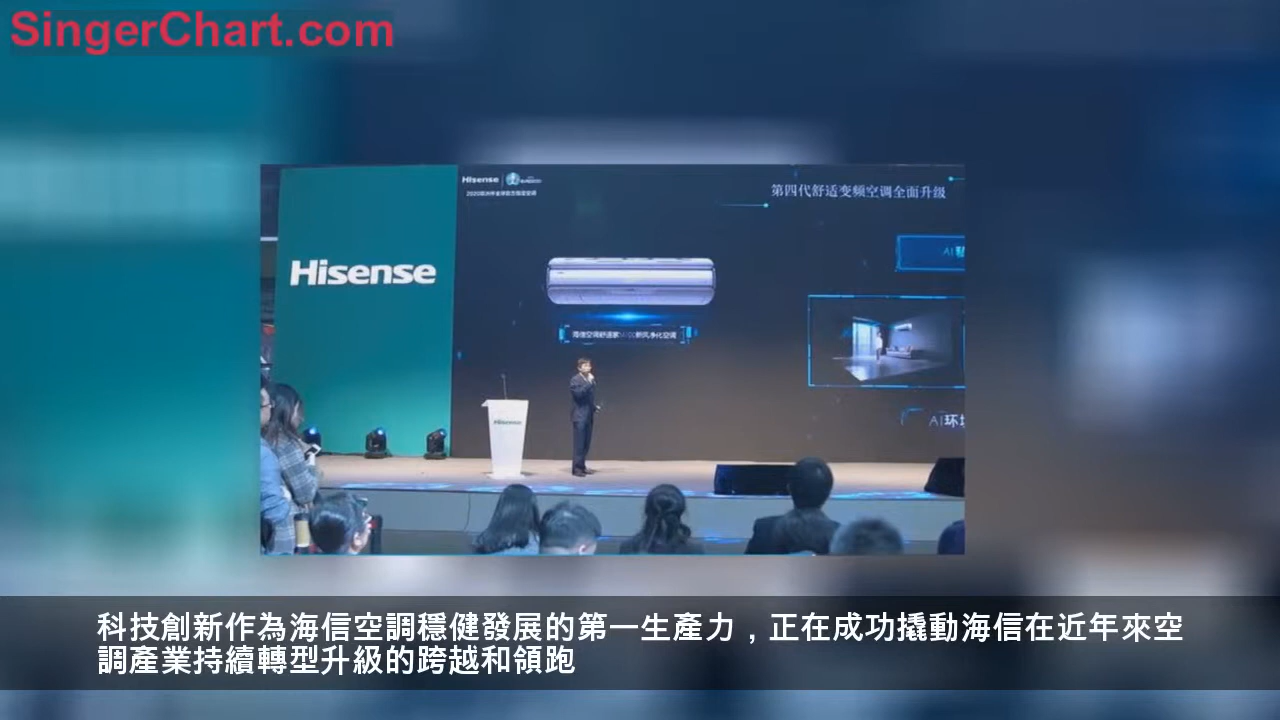 SingerChart.com
Hisense
第四代舒适变频空调全面升级
Hisense
Hisense
AI环
科技創新作為海信空調穩健發展的第一生產力，正在成功撬動海信在近年來空
調產業持續轉型升級的跨越和領跑